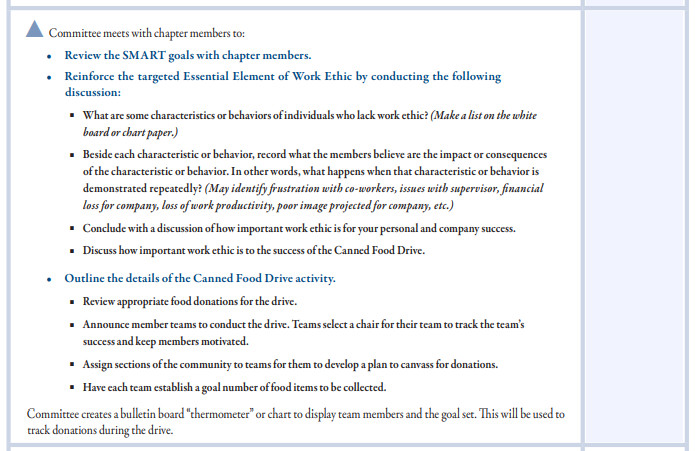 Committee meets with chapter members to:
• Review the SMART goals with chapter members.
• Reinforce the targeted Essential Element of Work Ethic by conducting the following
discussion:
▪ What are some characteristics or behaviors of individuals who lack work ethic? (Make a list on the white
board or chart paper.)
▪ Beside each characteristic or behavior, record what the members believe are the impact or consequences
of the characteristic or behavior. In other words, what happens when that characteristic or behavior is
demonstrated repeatedly? (May identify frustration with co-workers, issues with supervisor, financial
loss for company, loss of work productivity, poor image projected for company, etc.)
▪ Conclude with a discussion of how important work ethic is for your personal and company success.
▪ Discuss how important work ethic is to the success of the Canned Food Drive.
• Outline the details of the Canned Food Drive activity.
▪ Review appropriate food donations for the drive.
▪ Announce member teams to conduct the drive. Teams select a chair for their team to track the team's
success and keep members motivated.
▪ Assign sections of the community to teams for them to develop a plan to canvass for donations.
▪ Have each team establish a goal number of food items to be collected.
Committee creates a bulletin board “thermometer” or chart to display team members and the goal set. This will be used to
track donations during the drive.